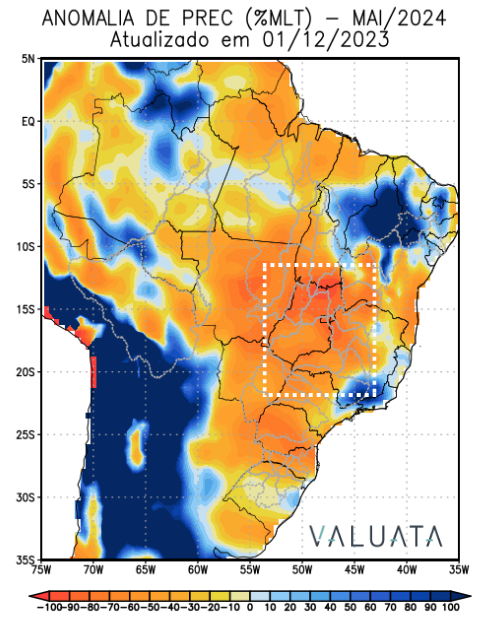 ANOMALIA DE PREC (%MLT) – MAI/2024
Atualizado em 01/12/2023
5N
EQ
5S
10S
15S
20S
25S
30S
35S
VALUATA
75W 70W 65W 60W 55W 50W 45W 40W 35W
-100 -90 -80 -70 -60 -50 -40 -30 -20 -10 0 10 20 30 40 50 60 70 80 90 100